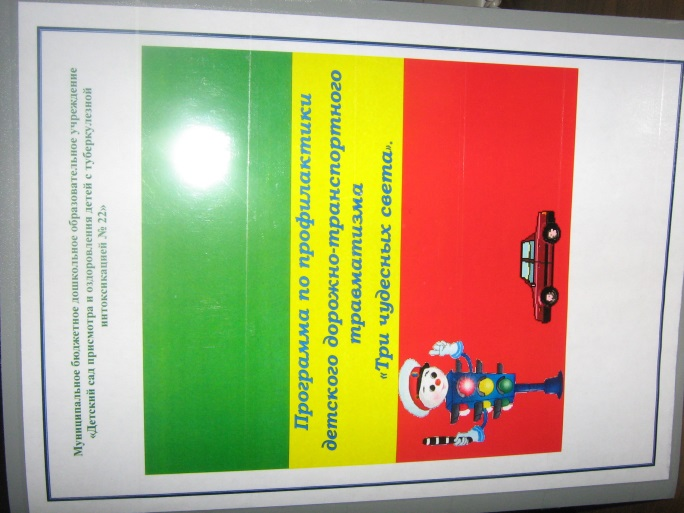 Муниципальное бюджетное дошкольное образовательное учреждение
«Детский сад присмотра и оздоровления детей с туберкулезной
интоксикацией № 22»
Программа по профилактики
детского дорожно-транспортного
травматизма
«Три чудесных света».